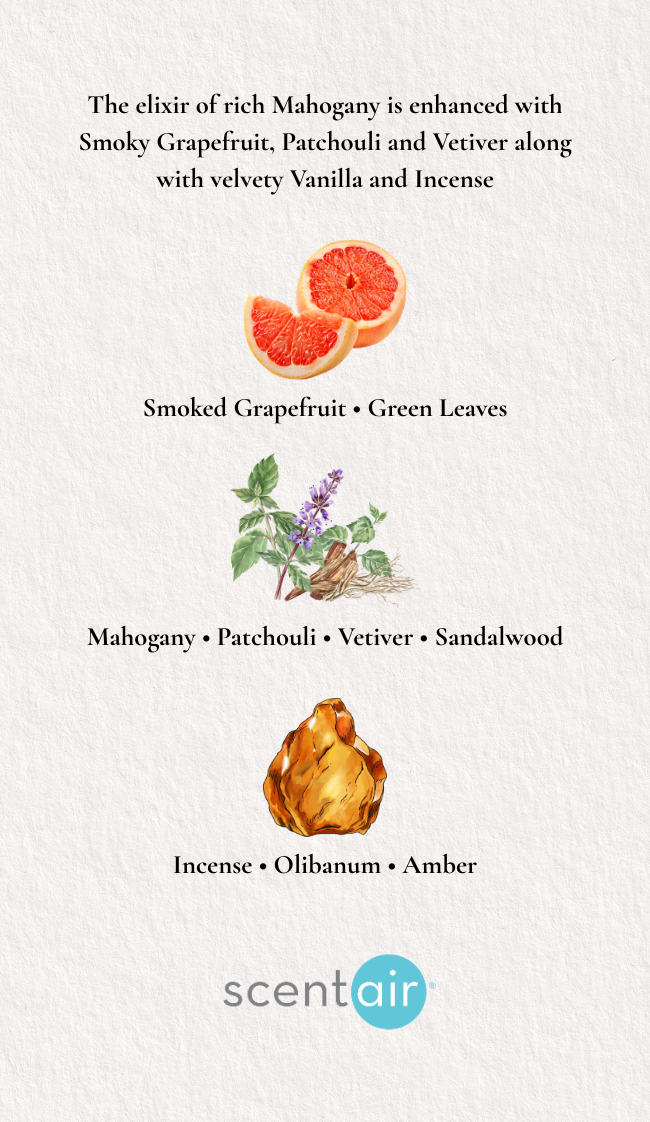 The elixir of rich Mahogany is enhanced with
Smoky Grapefruit, Patchouli and Vetiver along
with velvety Vanilla and Incense
Smoked Grapefruit • Green Leaves
Mahogany • Patchouli • Vetiver • Sandalwood
Incense • Olibanum • Amber
scentair®